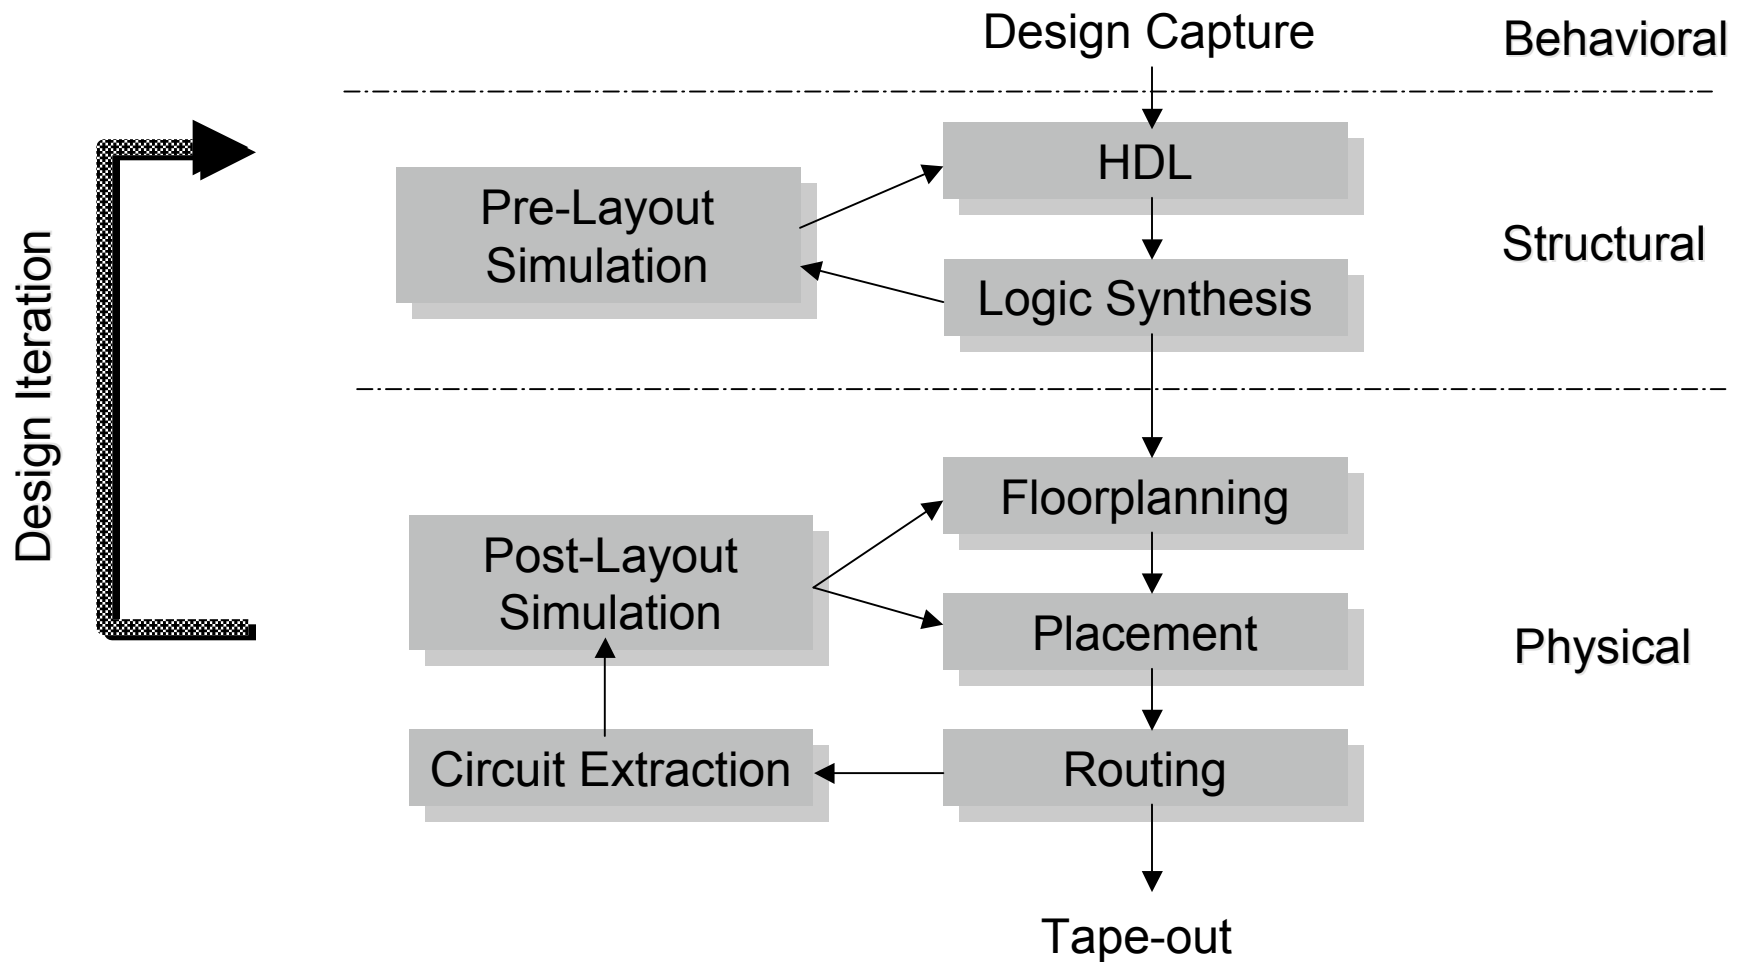 Design Capture
Behavioral
HDL
Pre-Layout
Simulation
Structural
Logic Synthesis
Design Iteration
Floorplanning
Post-Layout
Simulation
Placement
Physical
Circuit Extraction
Routing
Tape-out